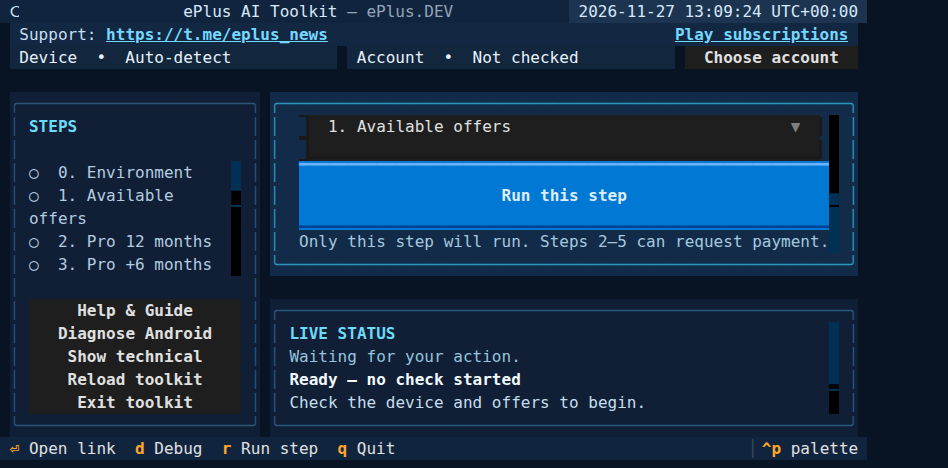 ePlus AI Toolkit — ePlus.DEV 2026-11-27 13:09:24 UTC+00:00
Support: https://t.me/eplus_news Play subscriptions
Device • Auto-detect Account • Not checked Choose account
STEPS
○ 0. Environment
○ 1. Available
offers
○ 2. Pro 12 months
○ 3. Pro +6 months
Help & Guide
Diagnose Android
Show technical
Reload toolkit
Exit toolkit
1. Available offers ▼
Run this step
Only this step will run. Steps 2–5 can request payment.
LIVE STATUS
Waiting for your action.
Ready — no check started
Check the device and offers to begin.
⏎ Open link d Debug r Run step q Quit ^p palette